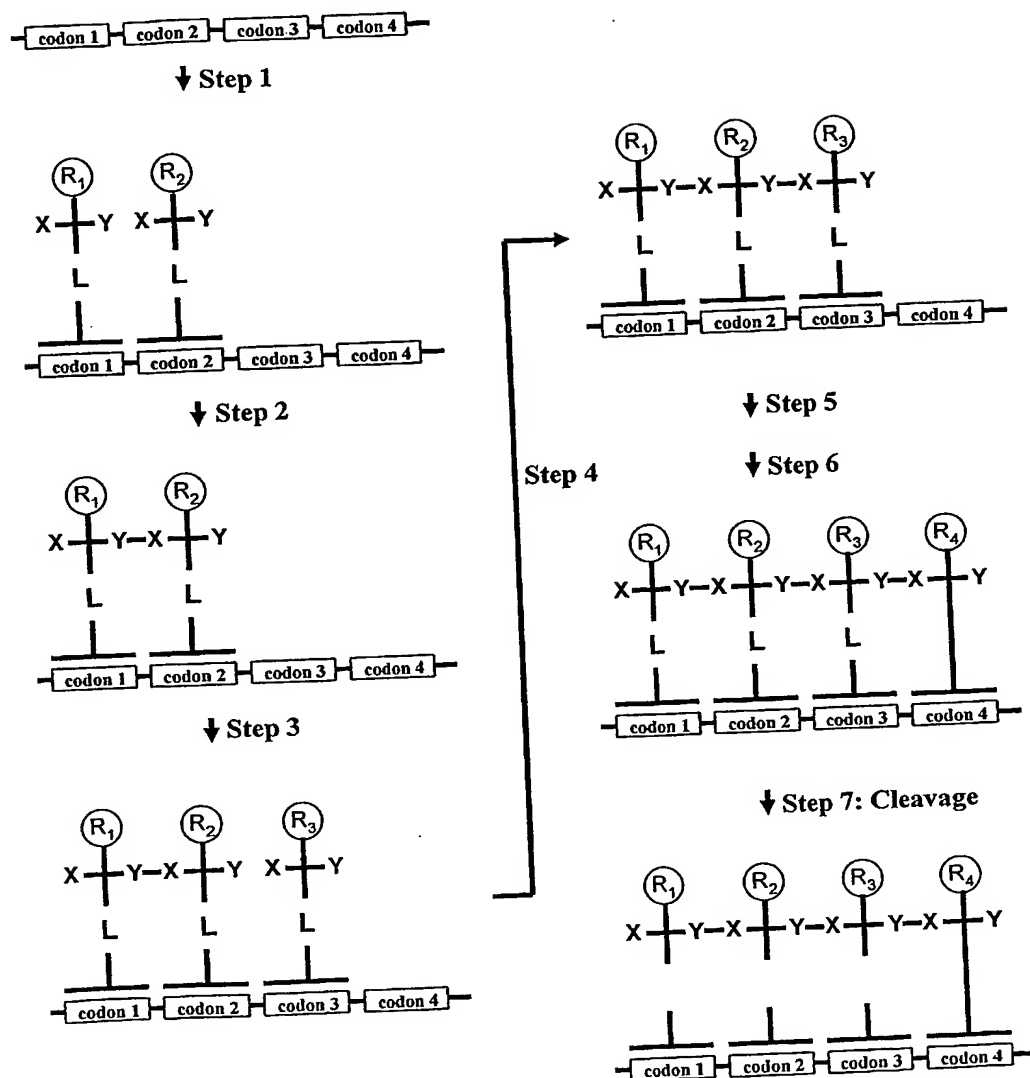 codon 1 codon 2 codon 3 codon 4
Step 1
R1 R2
X Y X Y
L L
codon 1 codon 2 codon 3 codon 4
Step 2
R1 R2
X Y–X Y
L L
codon 1 codon 2 codon 3 codon 4
Step 3
R1 R2 R3
X Y–X Y X Y
L L L
codon 1 codon 2 codon 3 codon 4
Step 4
R1 R2 R3
X Y–X Y–X Y
L L L
codon 1 codon 2 codon 3 codon 4
Step 5
Step 6
R1 R2 R3 R4
X Y–X Y–X Y–X Y
L L L
codon 1 codon 2 codon 3 codon 4
Step 7: Cleavage
R1 R2 R3 R4
X Y–X Y–X Y–X Y
codon 1 codon 2 codon 3 codon 4